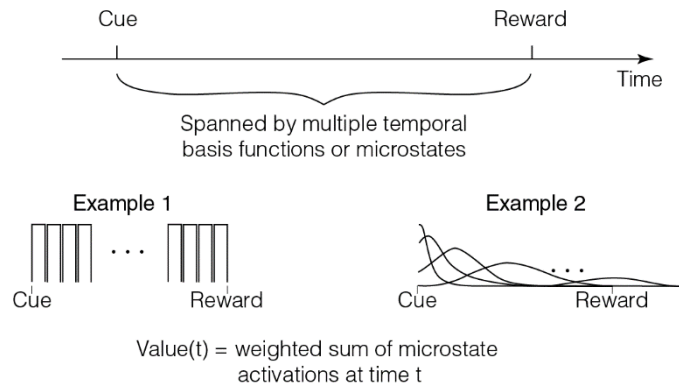 Cue Reward
Time
Spanned by multiple temporal
basis functions or microstates
Example 1 Example 2
Cue Reward Cue Reward
Value(t) = weighted sum of microstate
activations at time t